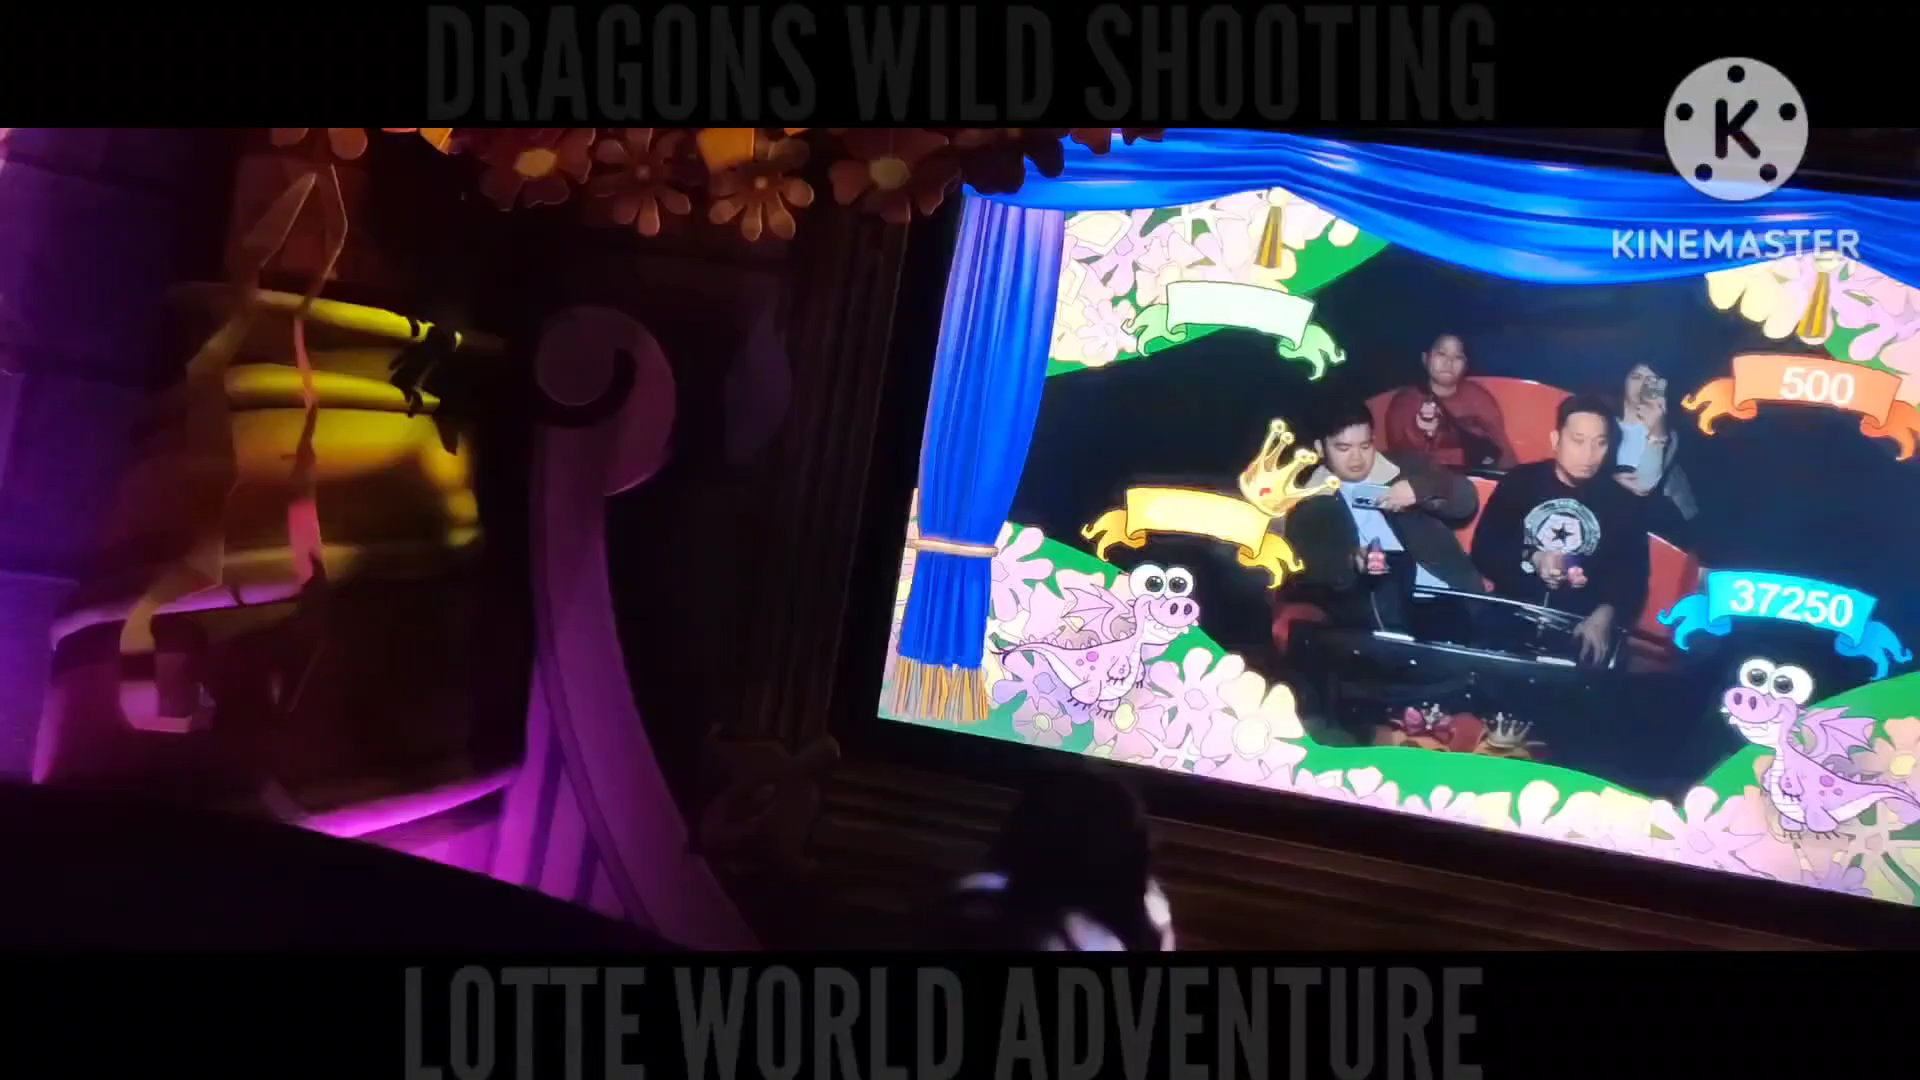 DRAGONS WILD SHOOTING
K
KINEMASTER
500
37250
LOTTE WORLD ADVENTURE